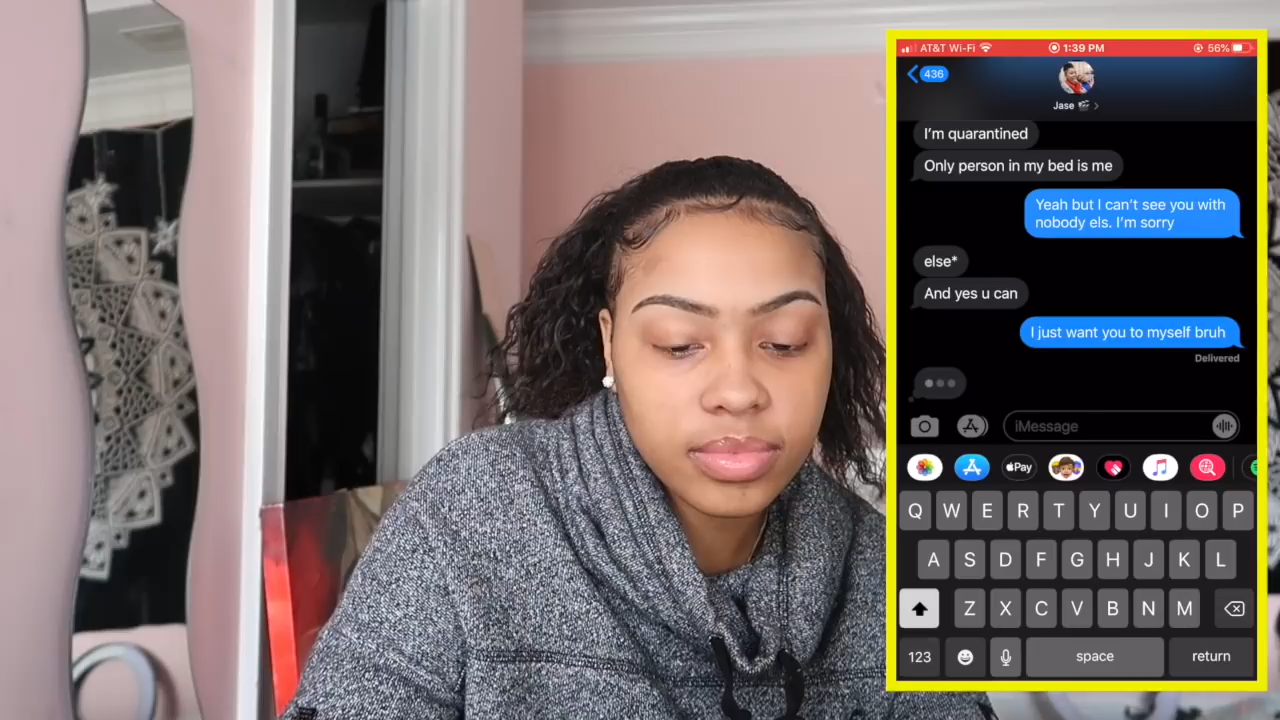 AT&T Wi-Fi
1:39 PM
56%
436
Jase
I'm quarantined
Only person in my bed is me
Yeah but I can't see you with
nobody els. I'm sorry
else*
And yes u can
I just want you to myself bruh
Delivered
iMessage
Pay
Q W E R T Y U I O P
A S D F G H J K L
Z X C V B N M
123
space
return